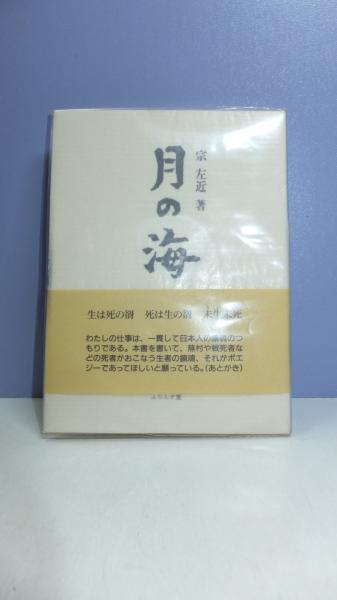 月の海
宗 左近 著
生は死の谺 死は生の谺 未生未死
わたしの仕事は、一貫して日本人の鎮魂のつ
もりである。本書を書いて、蕪村や戦死者な
どの死者がおこなう生者の鎮魂、それがポエ
ジーであってほしいと願っている。(あとがき)